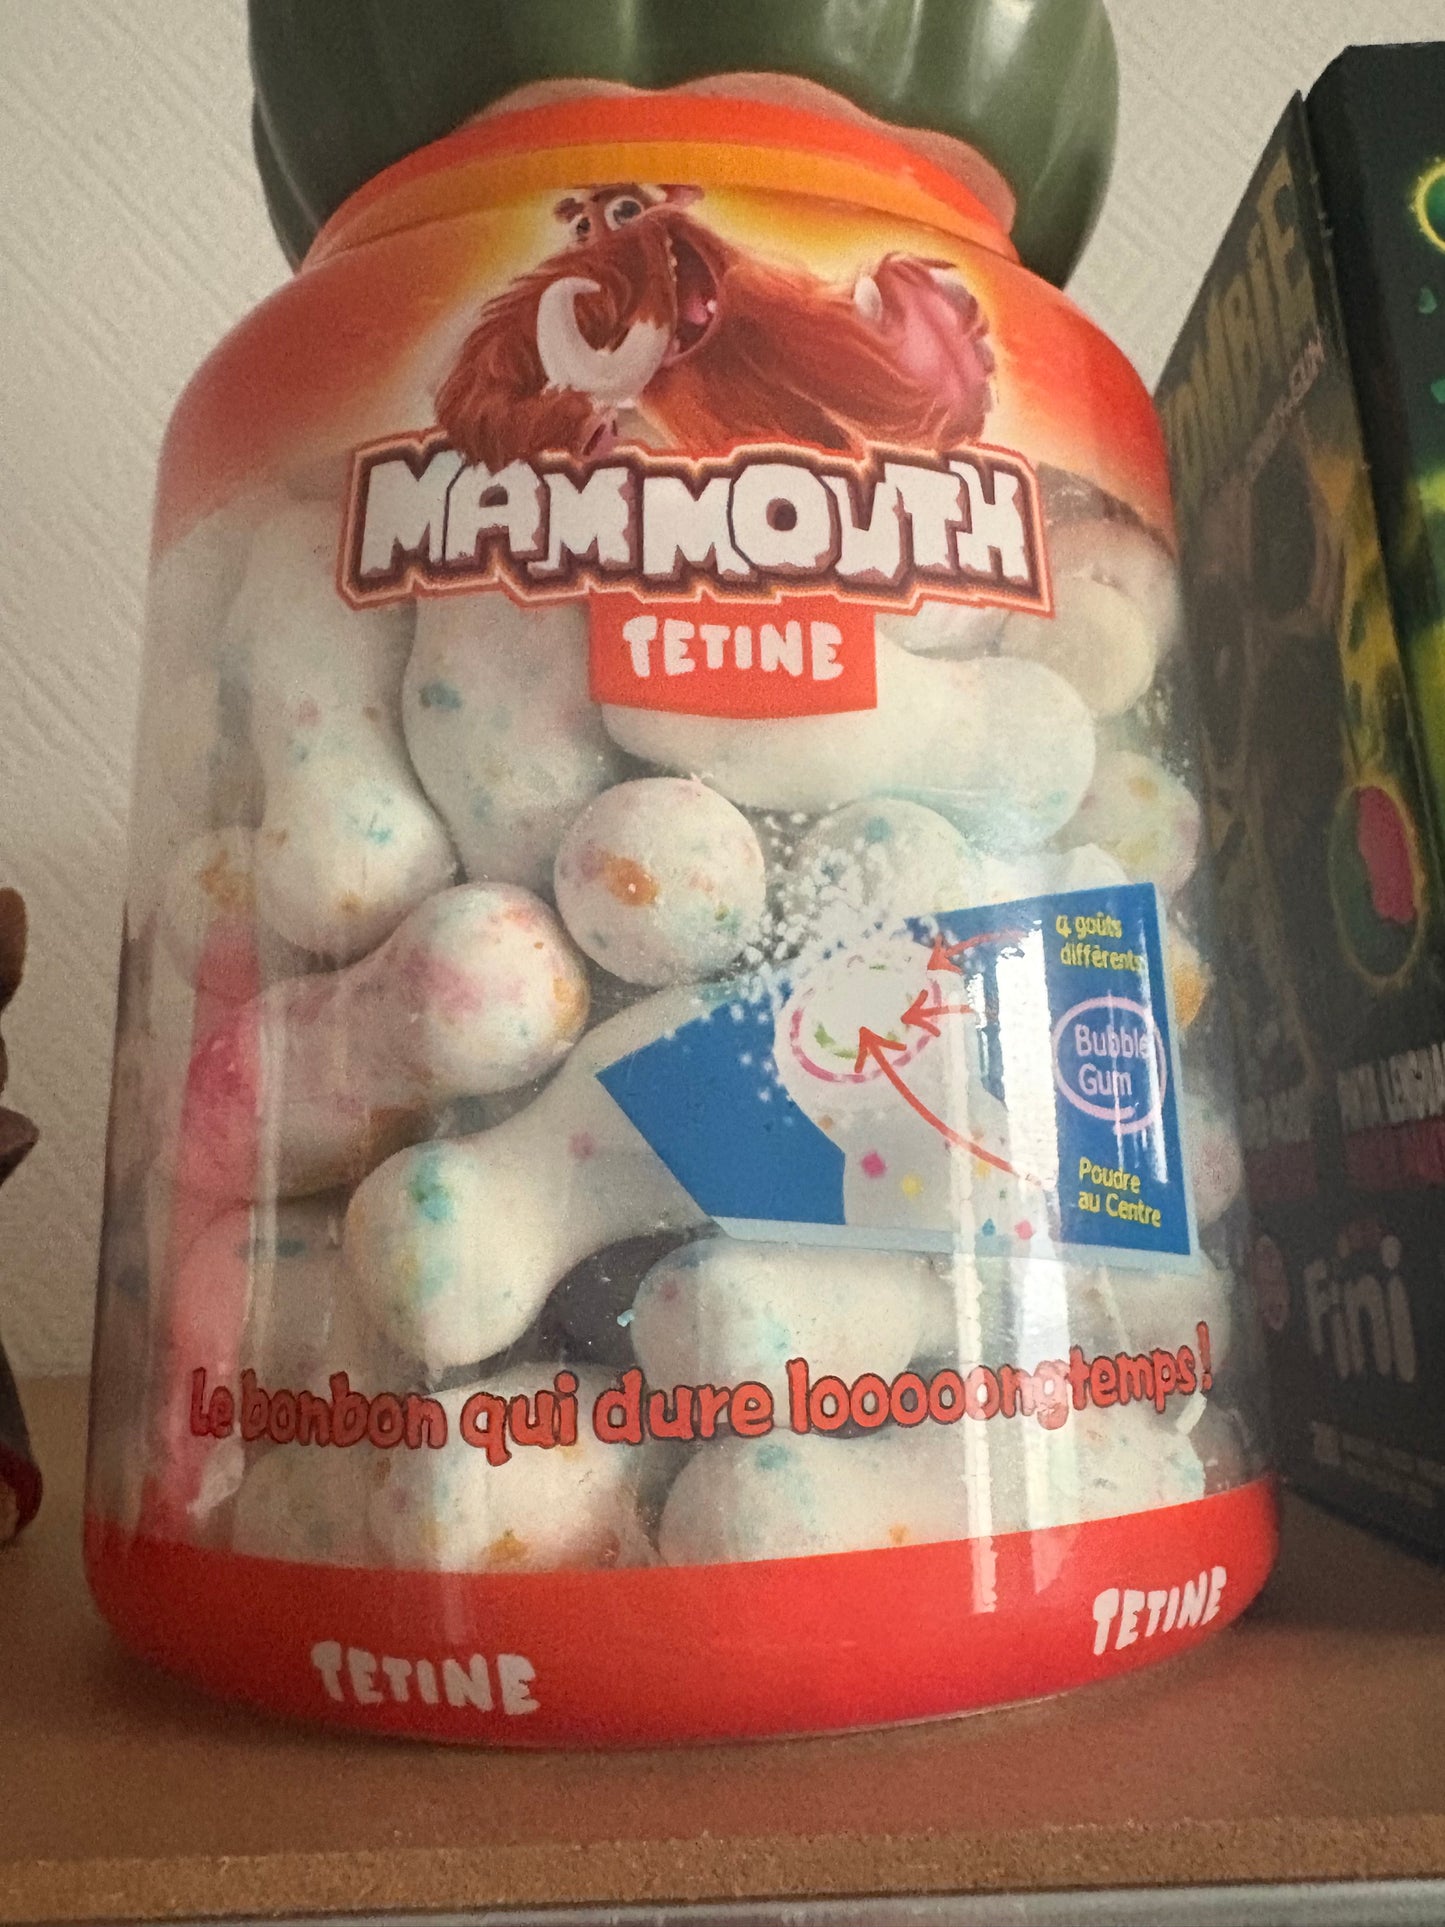 MAMMOUTH
TETINE
4 goûts
différents
Bubble
Gum
Poudre
au Centre
Le bonbon qui dure looooongtemps!
TETINE
TETINE
Fini